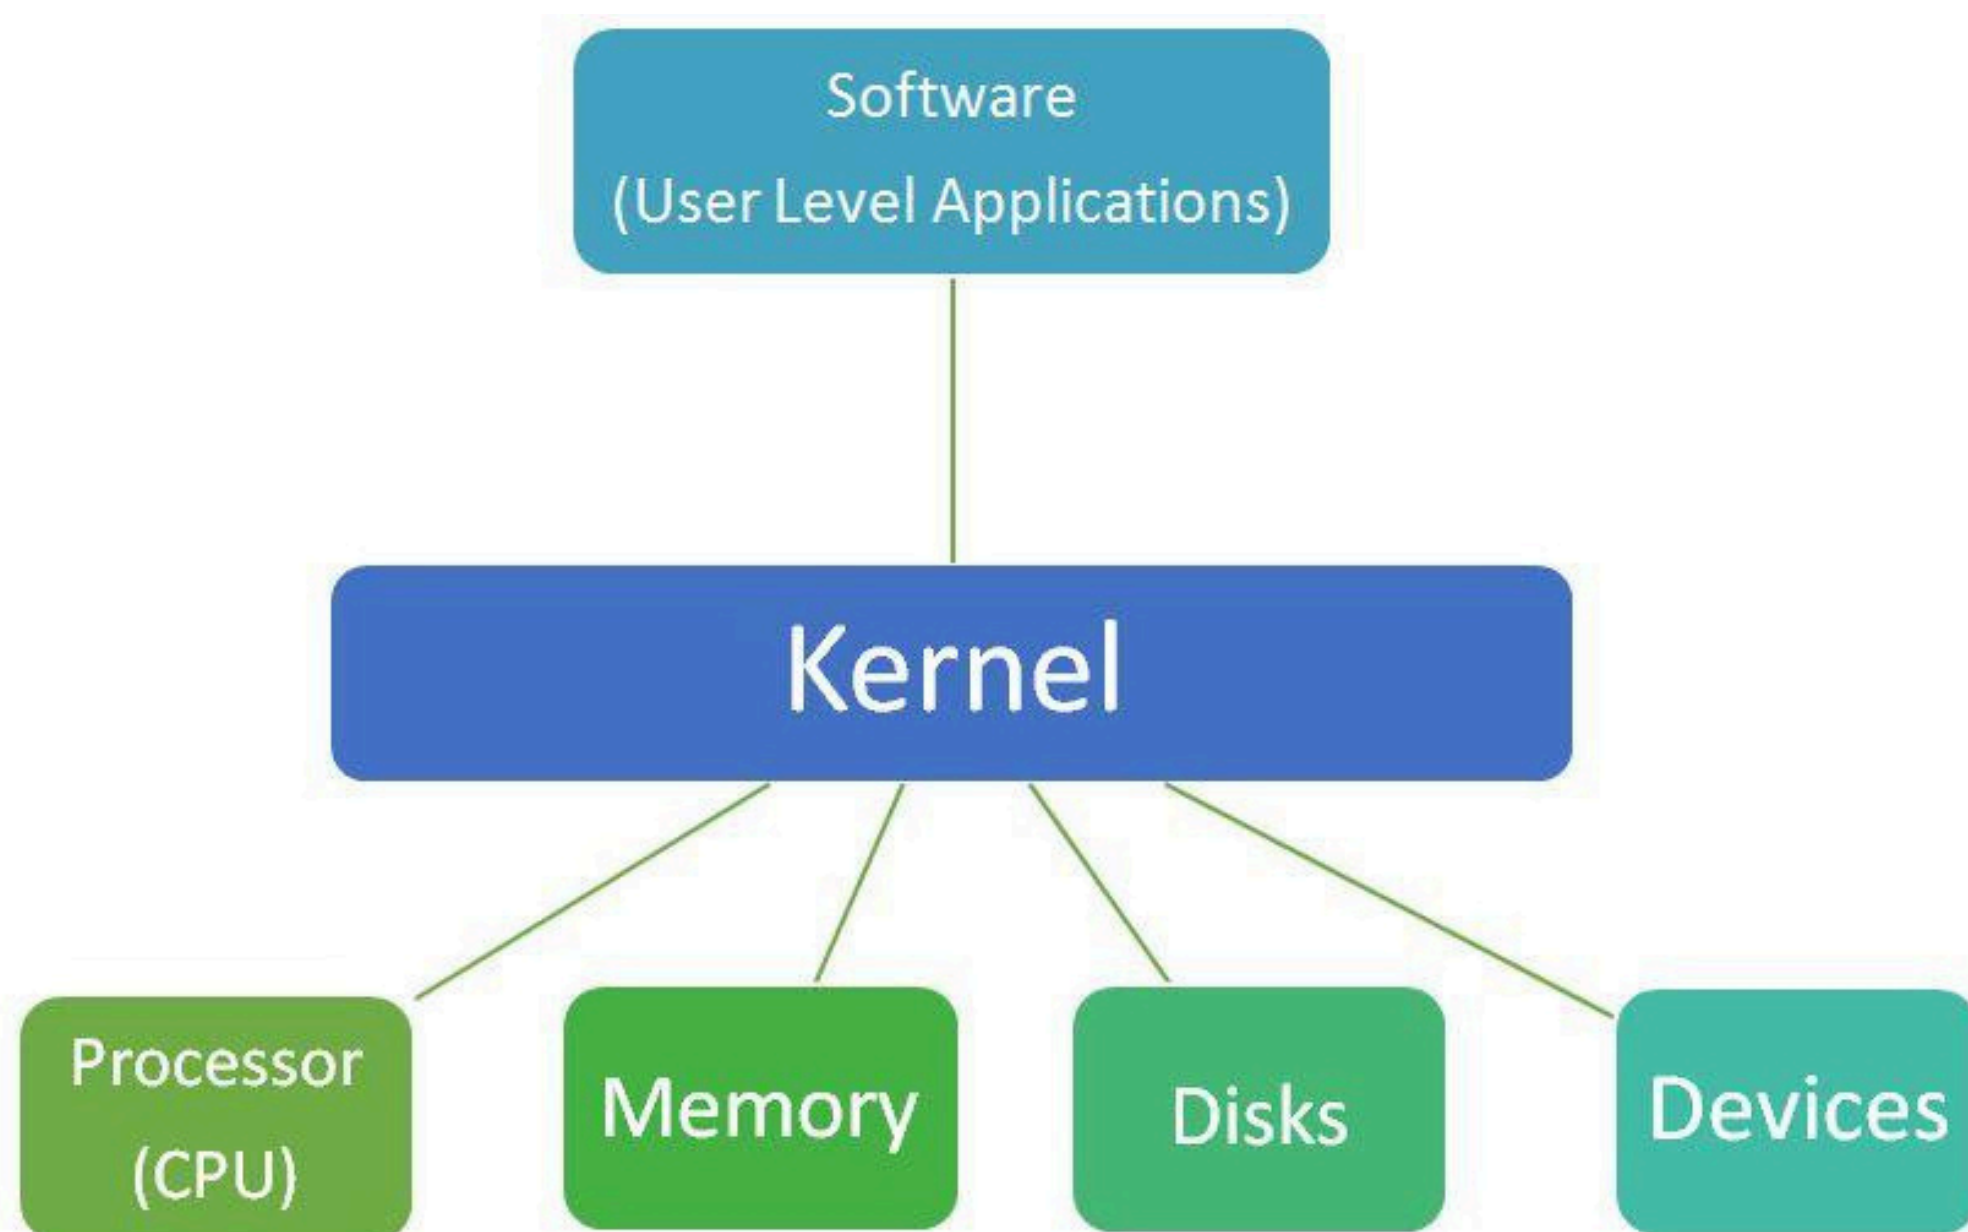 Software
(User Level Applications)
Kernel
Processor
(CPU)
Memory
Disks
Devices